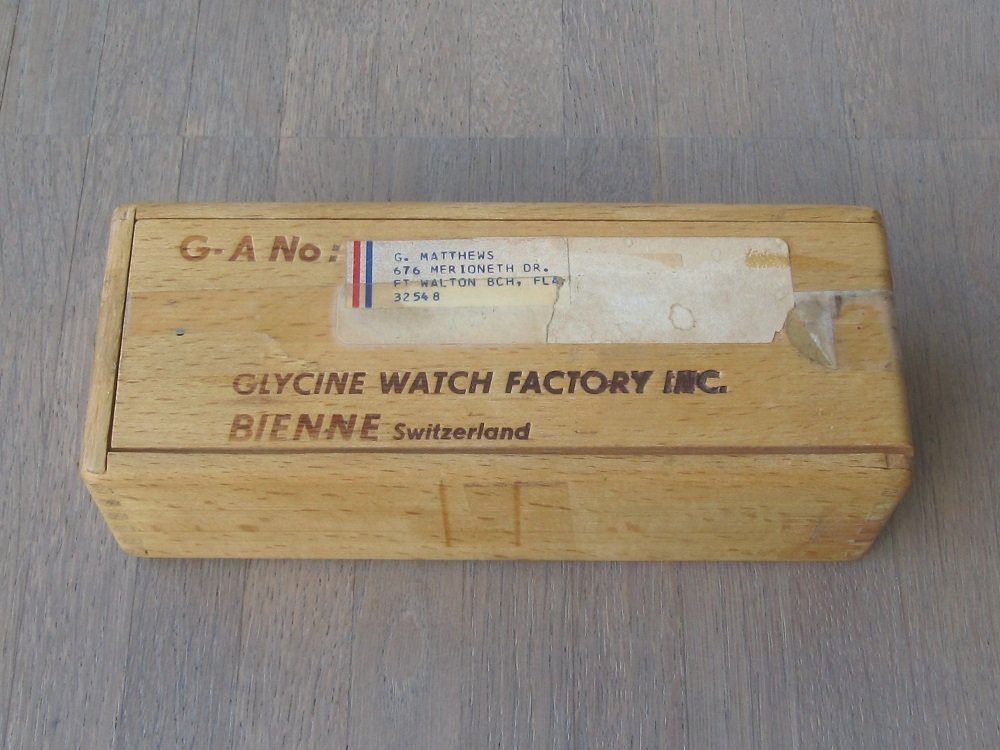 G-A No:
G. MATTHEWS
676 MERIONETH DR.
FT WALTON BCH, FLA
32548
GLYCINE WATCH FACTORY INC.
BIENNE Switzerland